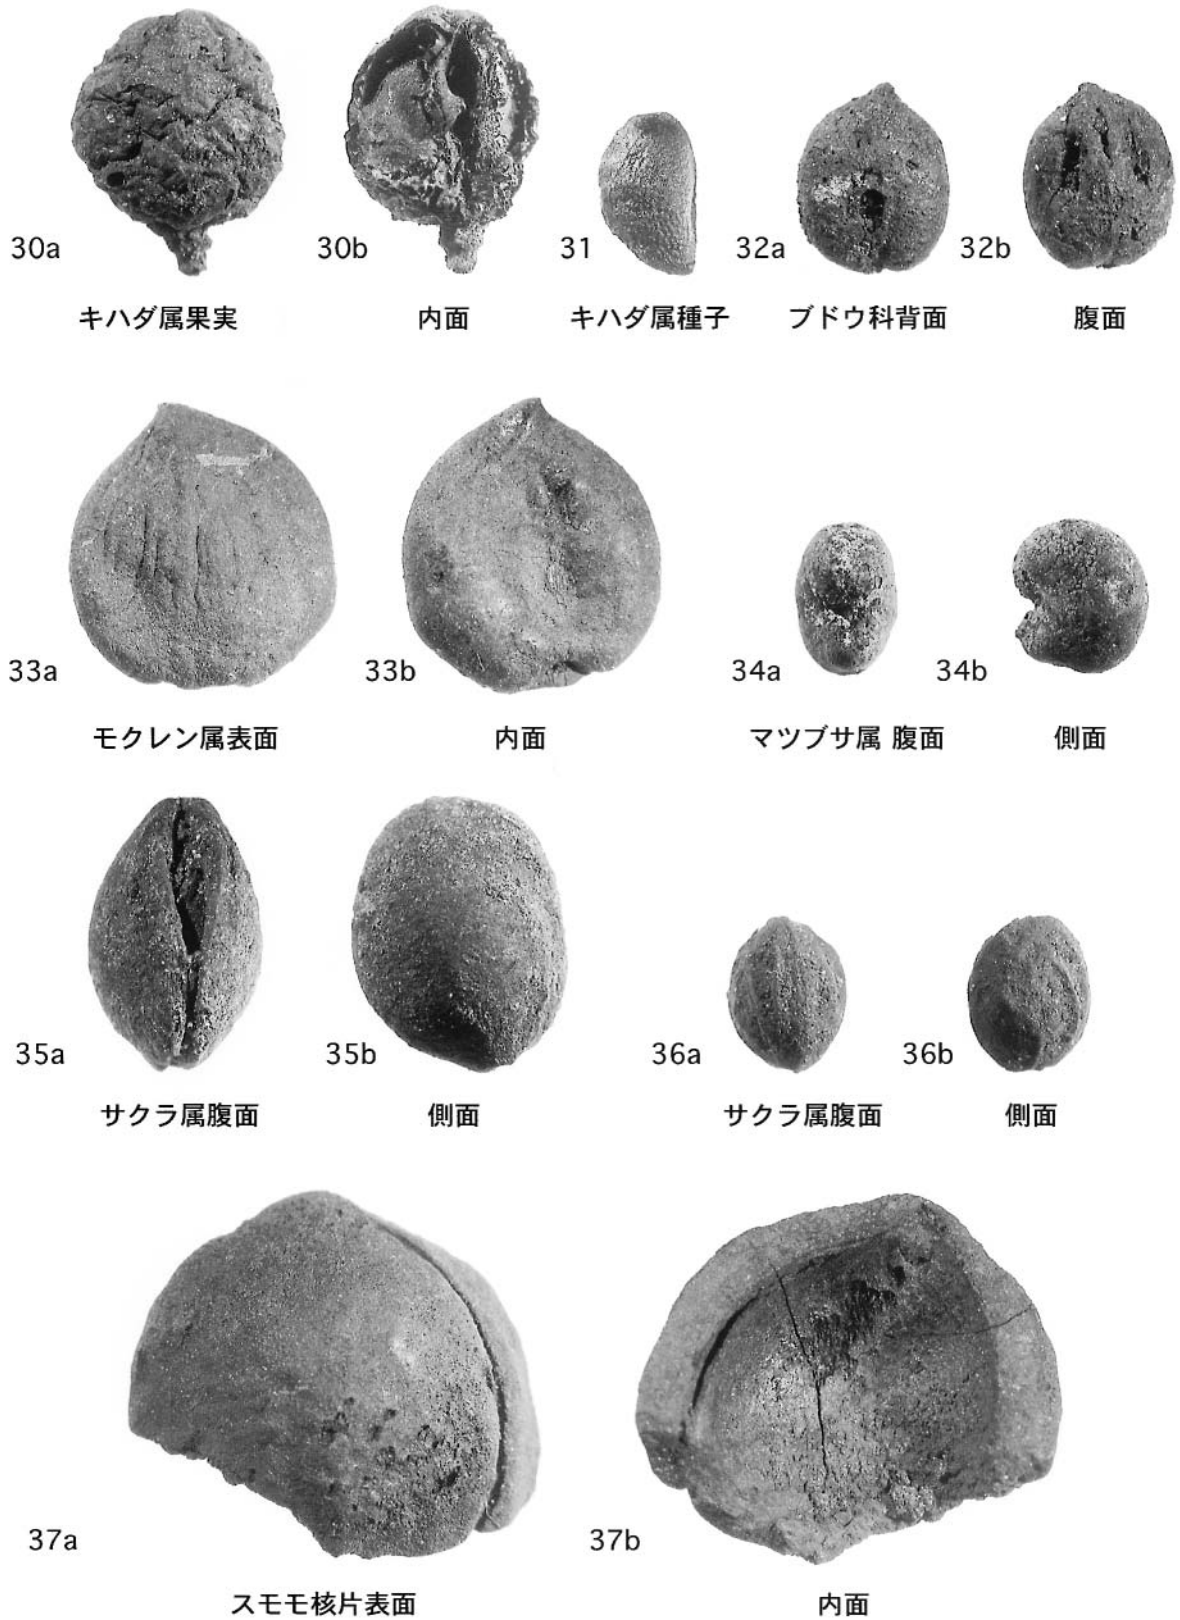 30a 30b 31 32a 32b
キハダ属果実 内面 キハダ属種子 ブドウ科背面 腹面
33a 33b 34a 34b
モクレン属表面 内面 マツブサ属 腹面 側面
35a 35b 36a 36b
サクラ属腹面 側面 サクラ属腹面 側面
37a 37b
スモモ核片表面 内面